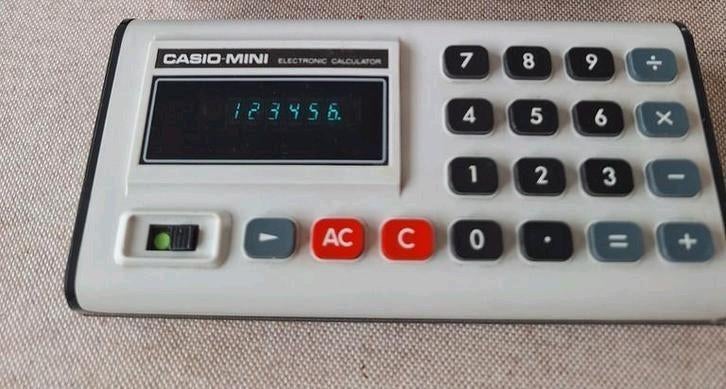 CASIO-MINI ELECTRONIC CALCULATOR
123456.
7 8 9 ÷
4 5 6 ×
1 2 3 −
AC C 0 . = +